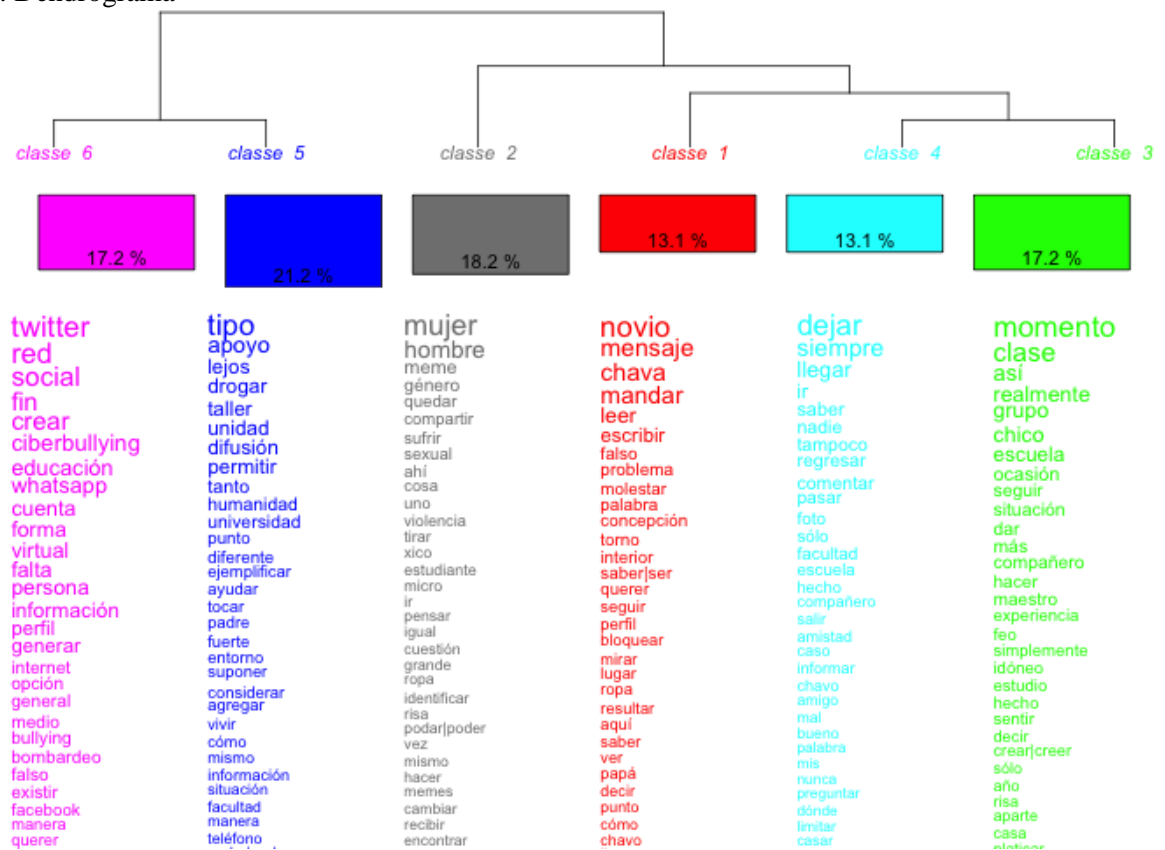 . Dendrograma
classe 6
classe 5
classe 2
classe 1
classe 4
classe 3
17.2 %
21.2 %
18.2 %
13.1 %
13.1 %
17.2 %
twitter
red
social
fin
crear
ciberbullying
educación
whatsapp
cuenta
forma
virtual
falta
persona
información
perfil
generar
internet
opción
general
medio
bullying
bombardeo
falso
existir
facebook
manera
querer
tipo
apoyo
lejos
drogar
taller
unidad
difusión
permitir
tanto
humanidad
universidad
punto
diferente
ejemplificar
ayudar
tocar
padre
fuerte
entorno
suponer
considerar
agregar
vivir
cómo
mismo
información
situación
facultad
manera
teléfono
mujer
hombre
meme
género
quedar
compartir
sufrir
sexual
ahí
cosa
uno
violencia
tirar
xico
estudiante
micro
ir
pensar
igual
cuestión
grande
ropa
identificar
risa
podar|poder
vez
mismo
hacer
memes
cambiar
recibir
encontrar
novio
mensaje
chava
mandar
leer
escribir
falso
problema
molestar
palabra
concepción
torno
interior
saber|ser
querer
seguir
perfil
bloquear
mirar
lugar
ropa
resultar
aquí
saber
ver
papá
decir
punto
cómo
chavo
dejar
siempre
llegar
ir
saber
nadie
tampoco
regresar
comentar
pasar
foto
sólo
facultad
escuela
hecho
compañero
salir
amistad
caso
informar
chavo
amigo
mal
bueno
palabra
mis
nunca
preguntar
dónde
limitar
casar
momento
clase
así
realmente
grupo
chico
escuela
ocasión
seguir
situación
dar
más
compañero
hacer
maestro
experiencia
feo
simplemente
idóneo
estudio
hecho
sentir
decir
crear|creer
sólo
año
risa
aparte
casa